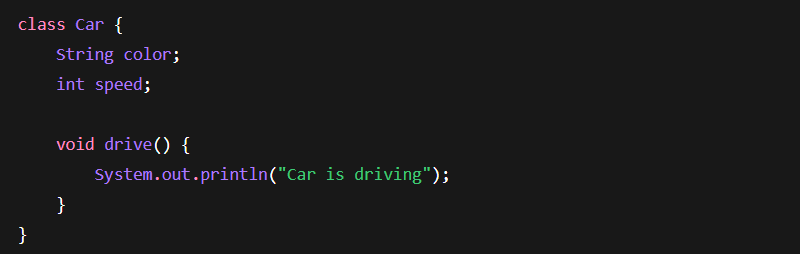 class Car {
    String color;
    int speed;

    void drive() {
        System.out.println("Car is driving");
    }
}